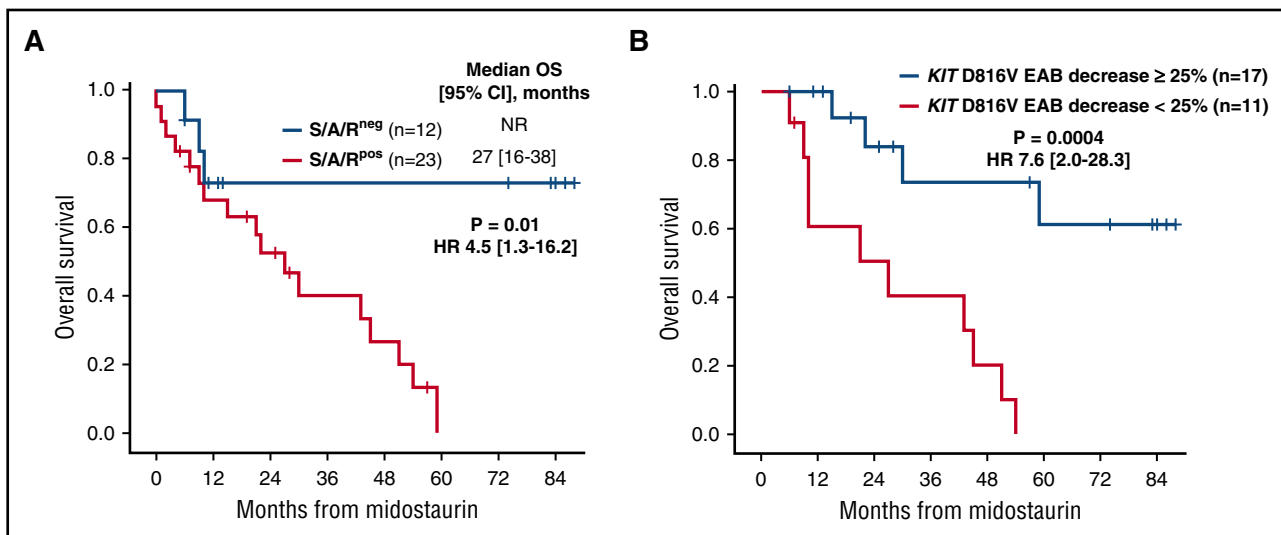 A
Median OS
[95% CI], months
S/A/Rneg (n=12) NR
S/A/Rpos (n=23) 27 [16-38]
P = 0.01
HR 4.5 [1.3-16.2]
Overall survival
1.0
0.8
0.6
0.4
0.2
0.0
0 12 24 36 48 60 72 84
Months from midostaurin
B
KIT D816V EAB decrease ≥ 25% (n=17)
KIT D816V EAB decrease < 25% (n=11)
P = 0.0004
HR 7.6 [2.0-28.3]
Overall survival
1.0
0.8
0.6
0.4
0.2
0.0
0 12 24 36 48 60 72 84
Months from midostaurin